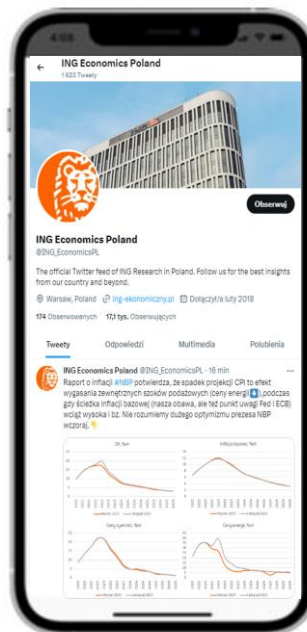 4:08
ING Economics Poland
1 623 Tweety
Obserwuj
ING Economics Poland
@ING_EconomicsPL
The official Twitter feed of ING Research in Poland. Follow us for the best insights
from our country and beyond.
Warsaw, Poland ing-ekonomiczny.pl Dołączył/a luty 2018
174 Obserwowanych 17,1 tys. Obserwujących
Tweety Odpowiedzi Multimedia Polubienia
ING Economics Poland @ING_EconomicsPL · 16 min
Raport o inflacji #NBP potwierdza, że spadek projekcji CPI to efekt
wygasania zewnętrznych szoków podażowych (ceny energii⬇️),podczas
gdy ścieżka inflacji bazowej (nasza obawa, ale też punkt uwagi Fed i ECB)
wciąż wysoka i bz. Nie rozumiemy dużego optymizmu prezesa NBP
wczoraj.👇
CPI, %r/r
Inflacja bazowa, %r/r
Ceny żywności, %r/r
Ceny energii, %r/r